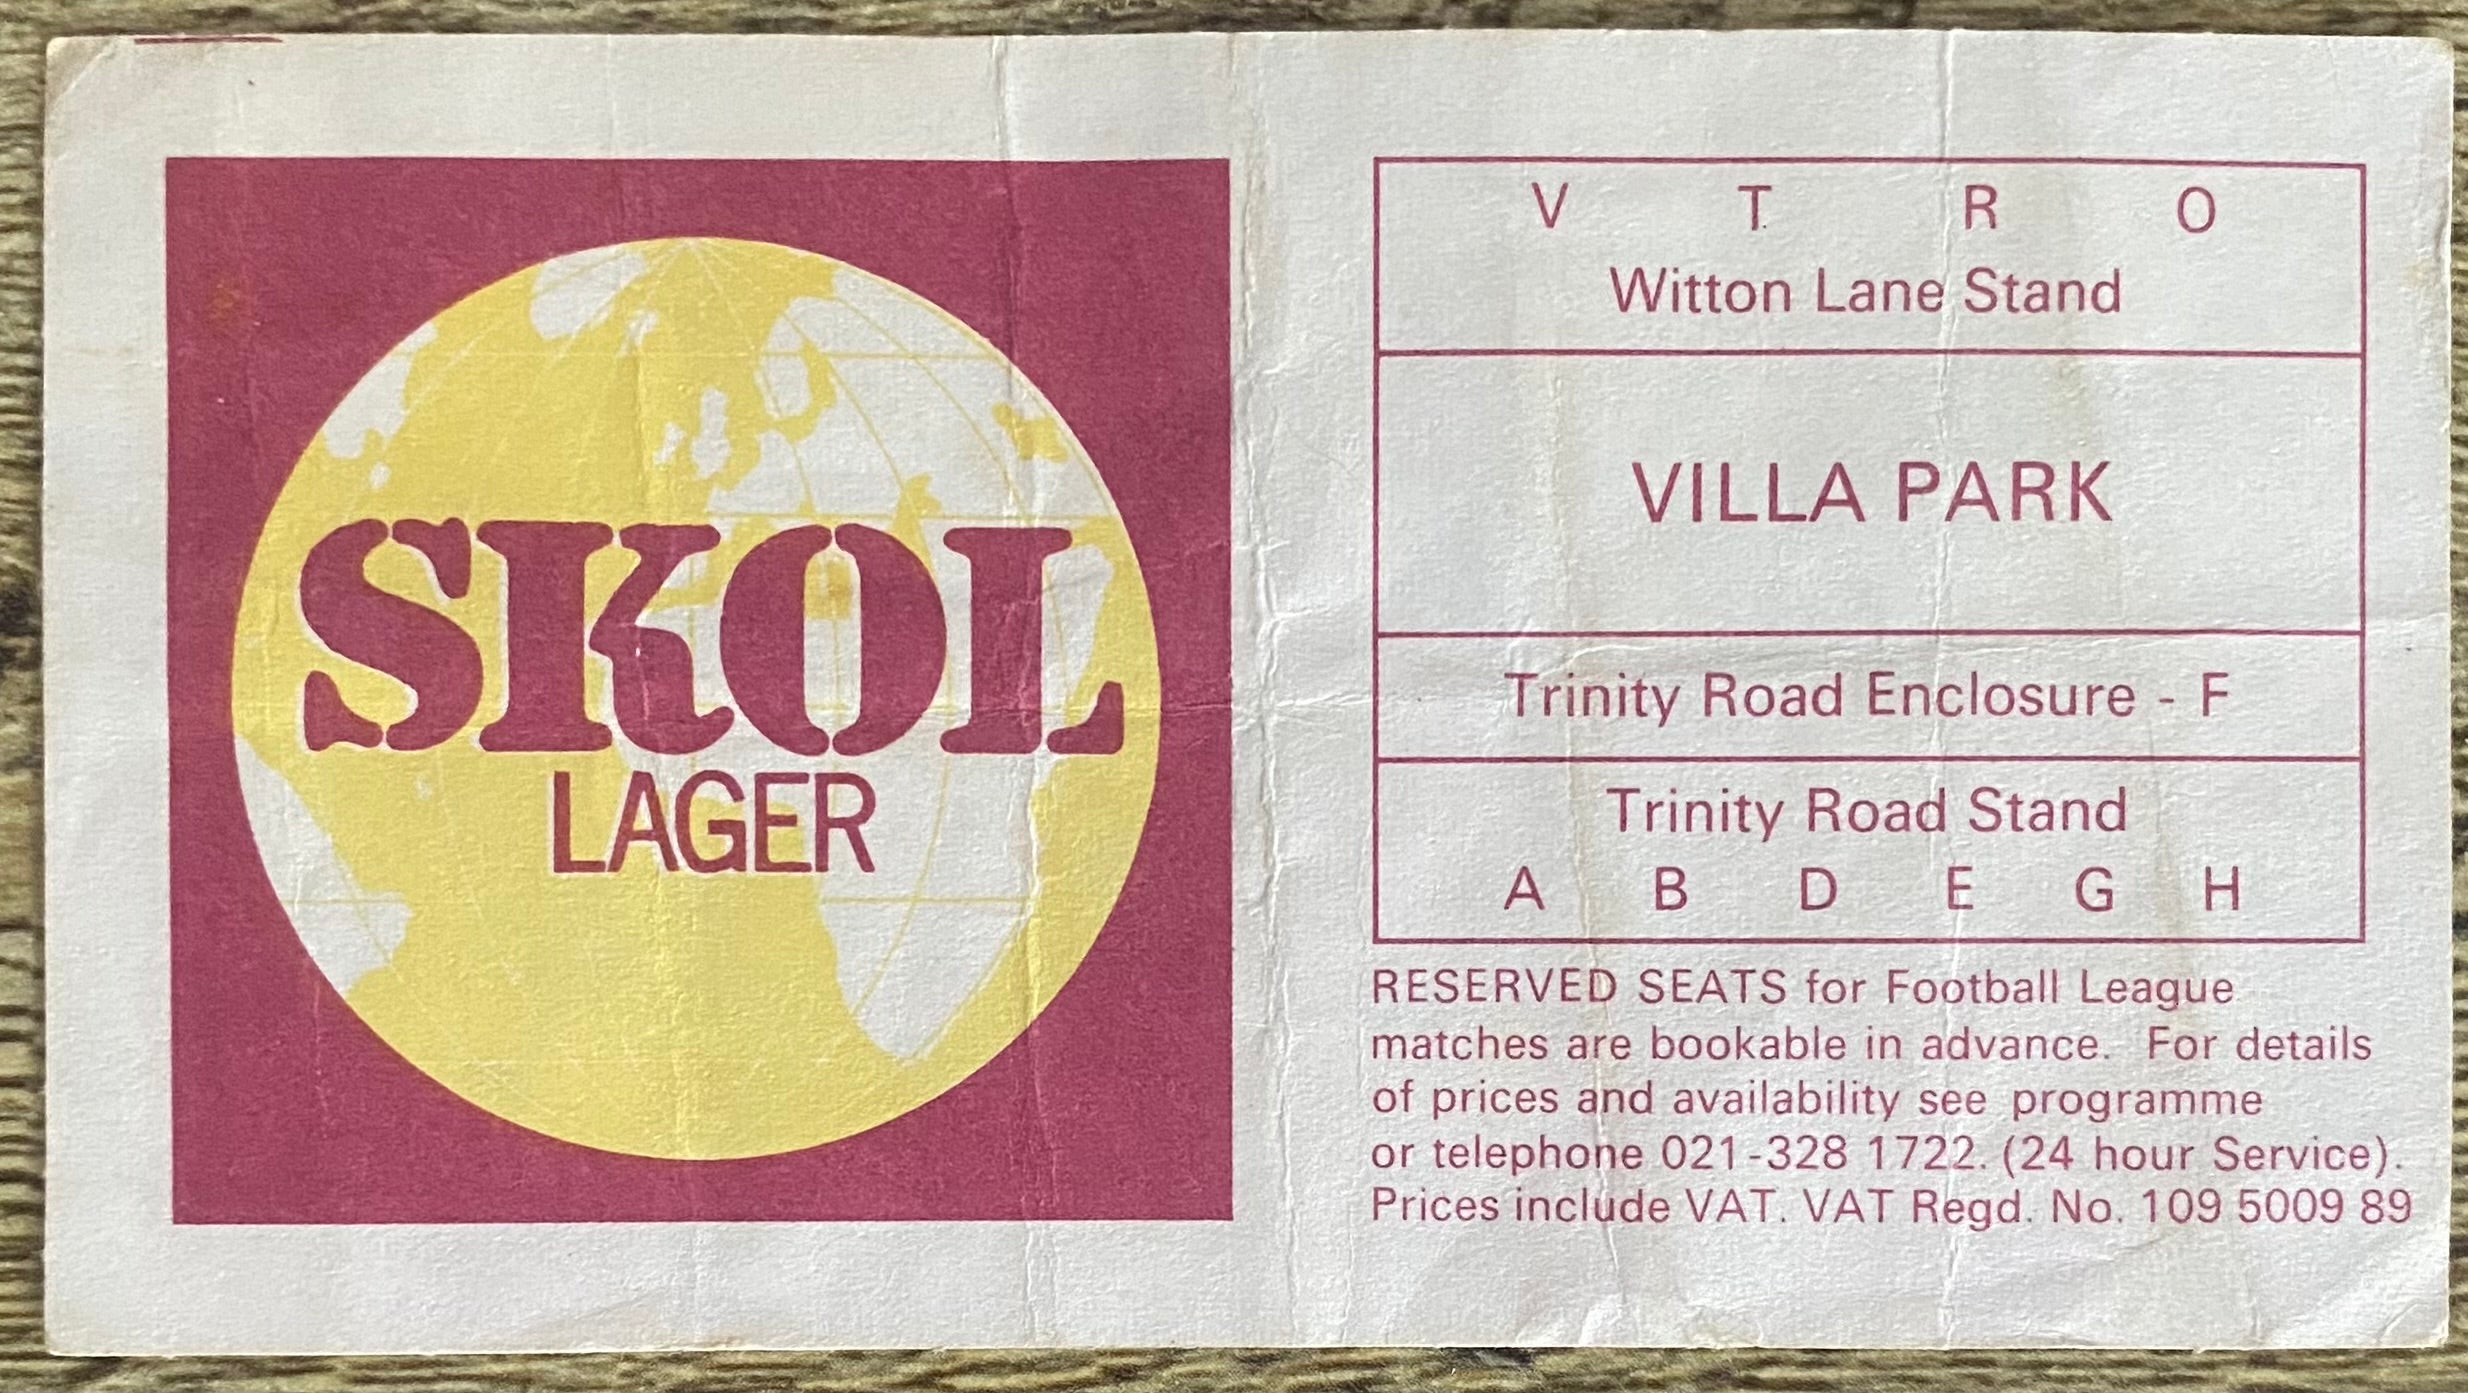 SKOL
LAGER
V T R O
Witton Lane Stand
VILLA PARK
Trinity Road Enclosure - F
Trinity Road Stand
A B D E G H
RESERVED SEATS for Football League
matches are bookable in advance. For details
of prices and availability see programme
or telephone 021-328 1722. (24 hour Service).
Prices include VAT. VAT Regd. No. 109 5009 89